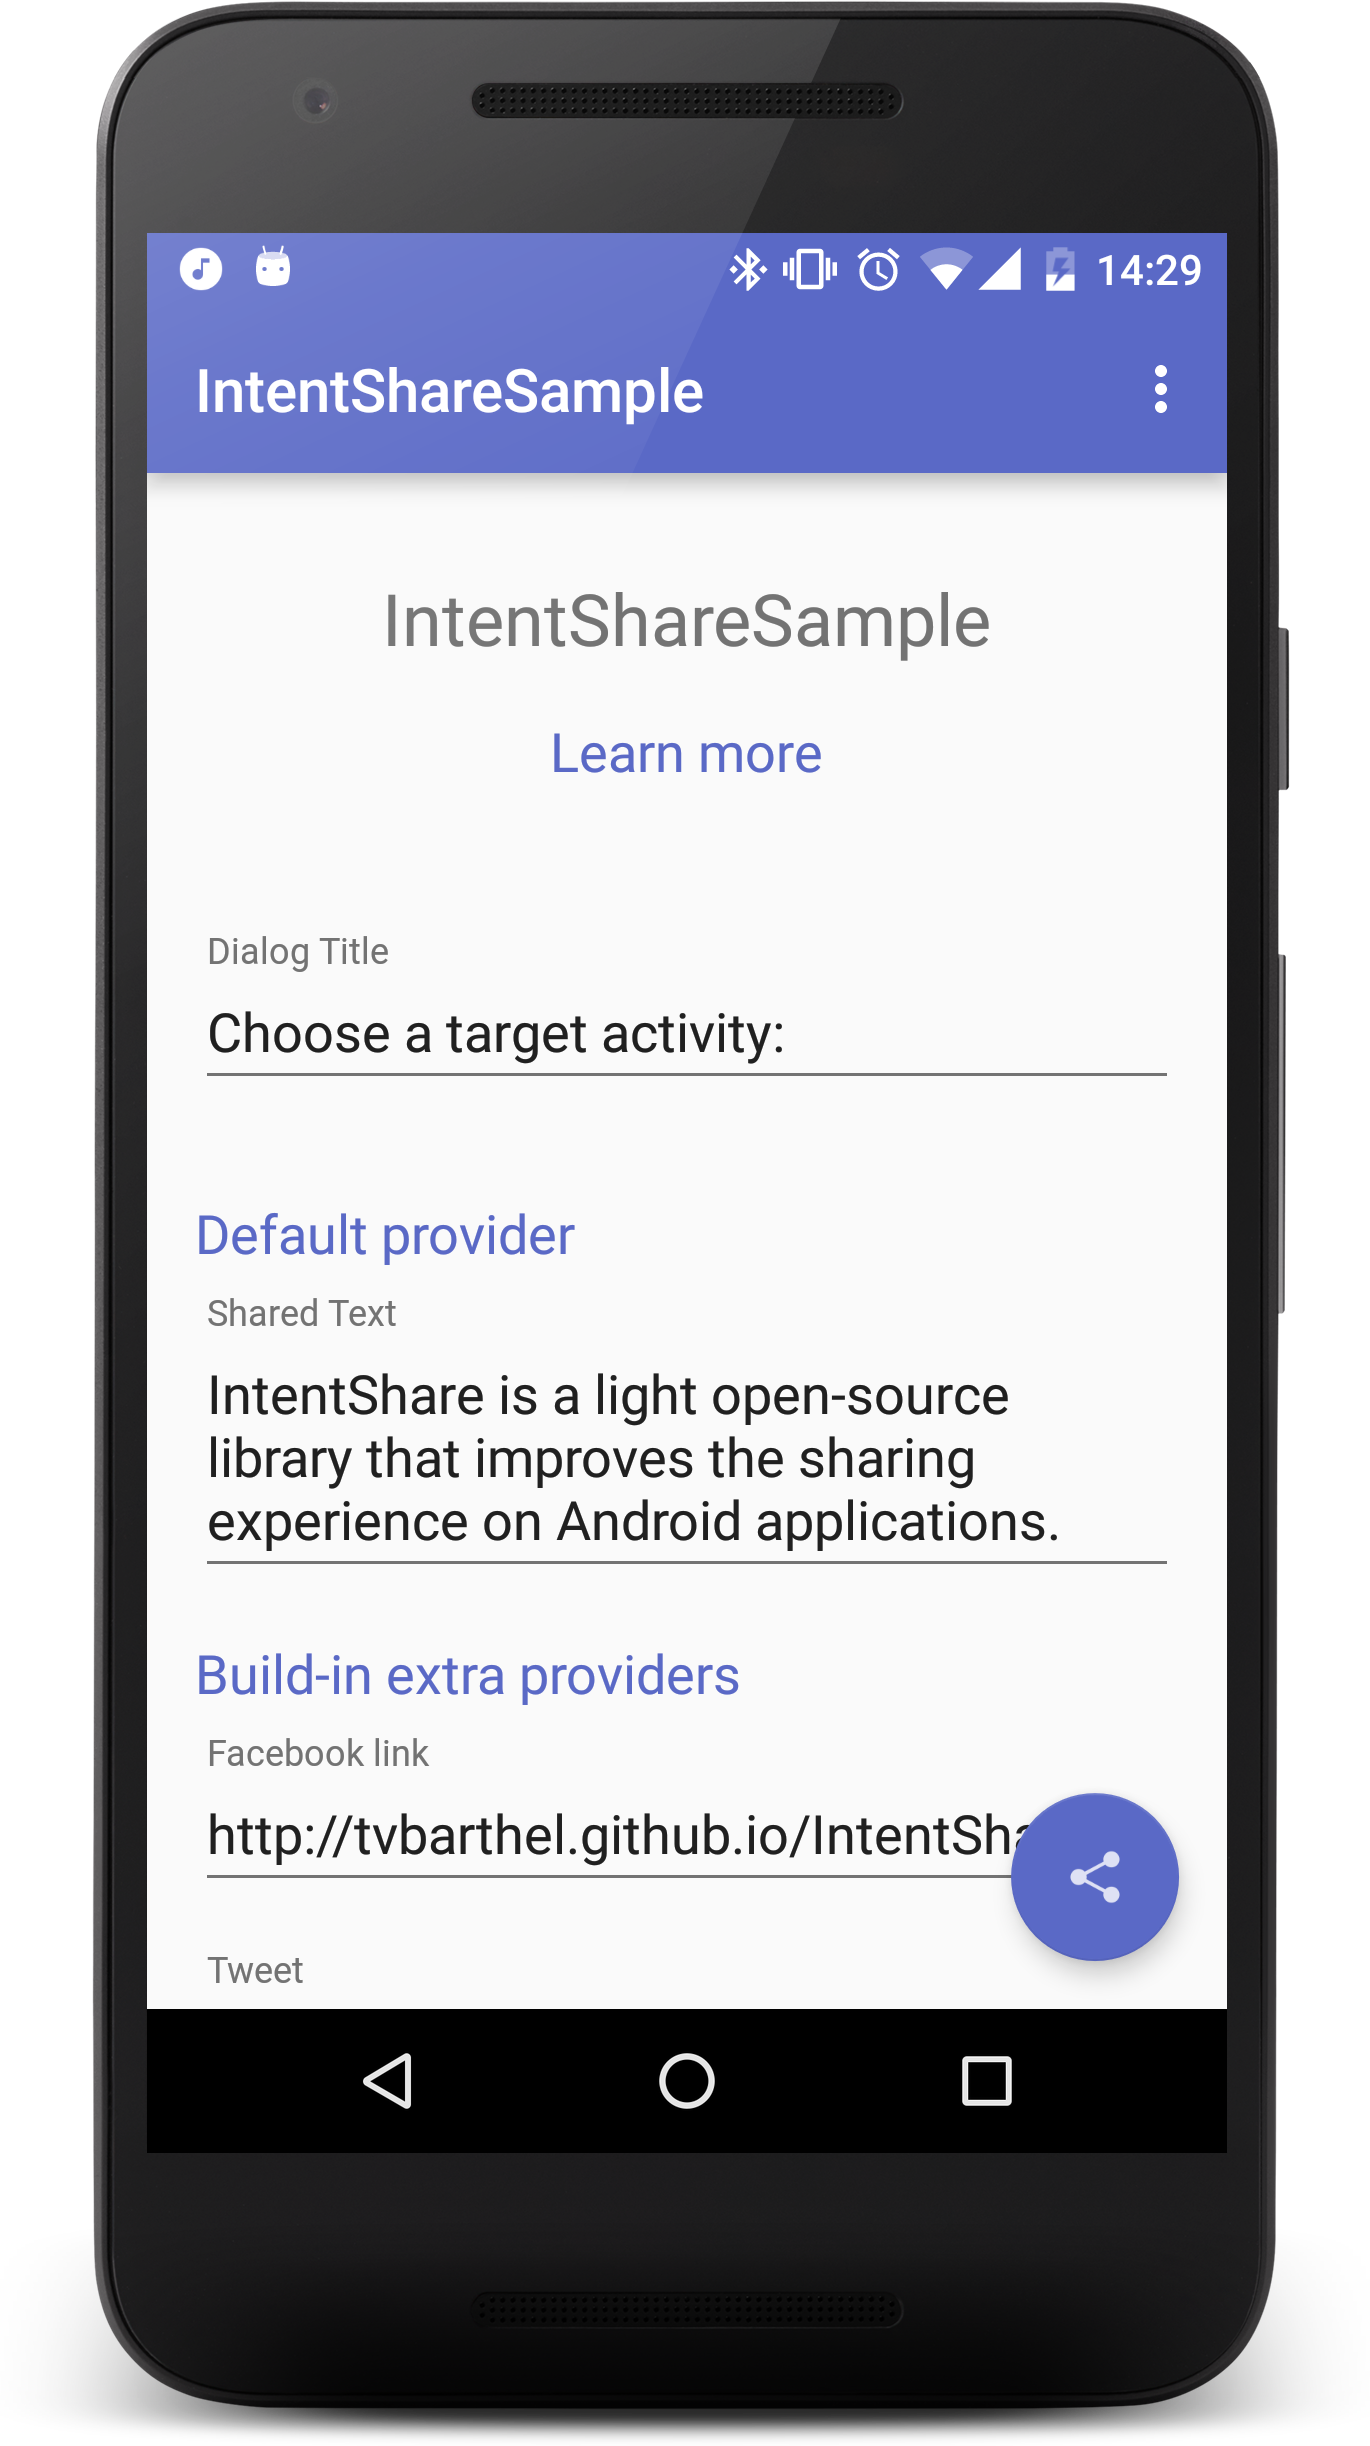 14:29
IntentShareSample
IntentShareSample
Learn more
Dialog Title
Choose a target activity:
Default provider
Shared Text
IntentShare is a light open-source
library that improves the sharing
experience on Android applications.
Build-in extra providers
Facebook link
http://tvbarthel.github.io/IntentSha
Tweet